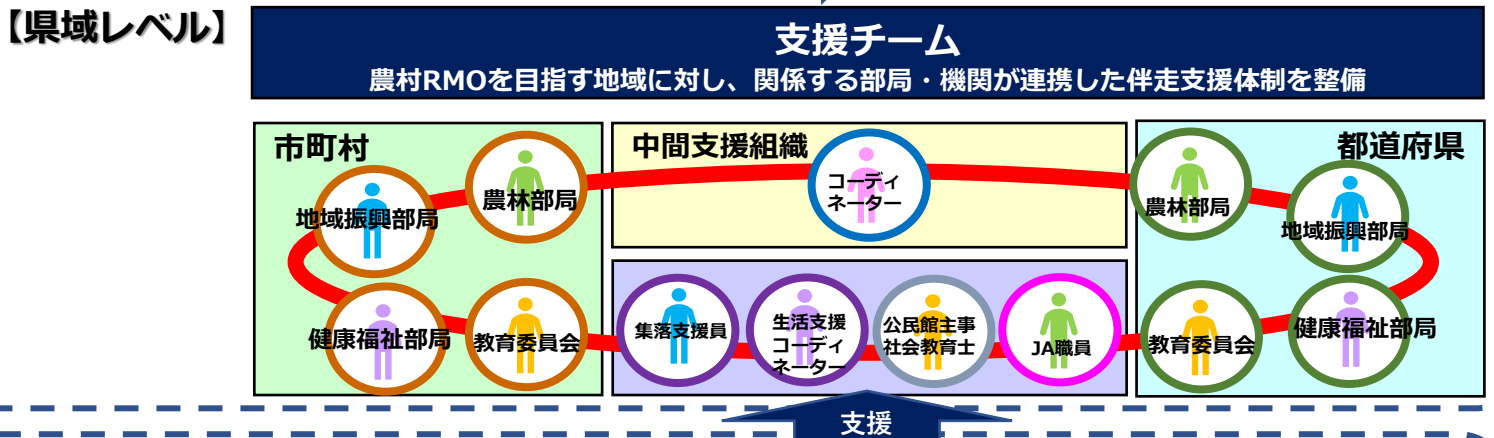 【県域レベル】
支援チーム
農村RMOを目指す地域に対し、関係する部局・機関が連携した伴走支援体制を整備
市町村
農林部局
地域振興部局
健康福祉部局
教育委員会
中間支援組織
コーディ
ネーター
集落支援員
生活支援
コーディ
ネーター
公民館主事
社会教育士
JA職員
都道府県
農林部局
地域振興部局
教育委員会
健康福祉部局
支援